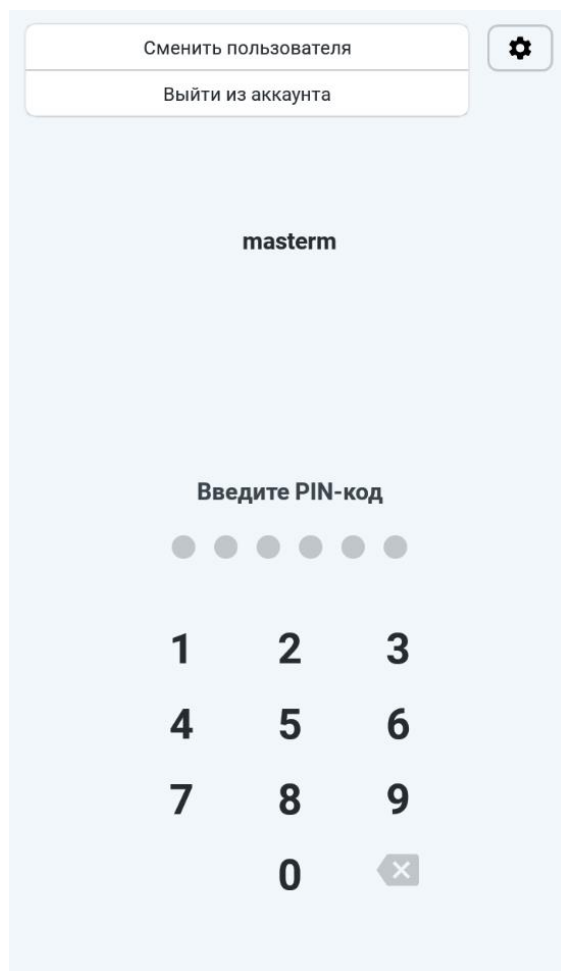 Сменить пользователя
Выйти из аккаунта
masterm
Введите PIN-код
1 2 3
4 5 6
7 8 9
0